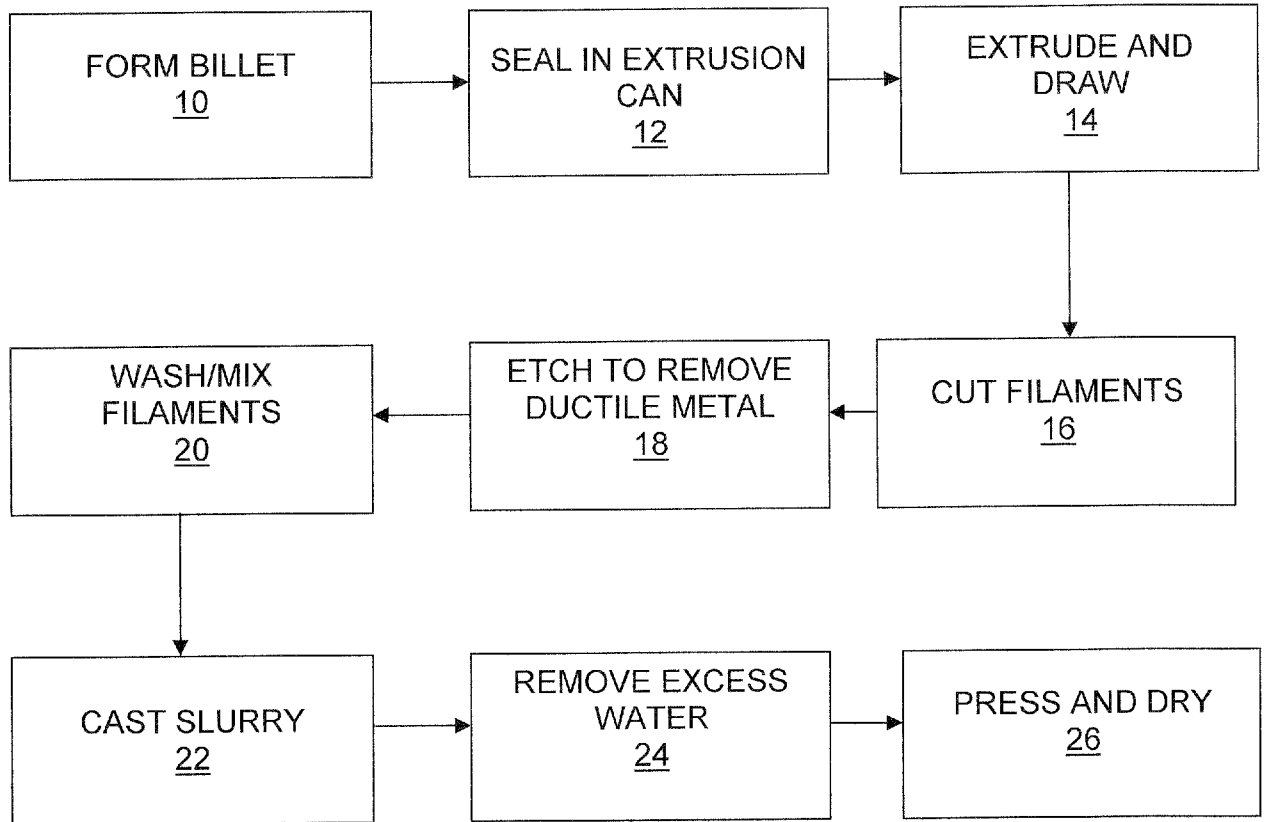 FORM BILLET
10
SEAL IN EXTRUSION
CAN
12
EXTRUDE AND
DRAW
14
CUT FILAMENTS
16
ETCH TO REMOVE
DUCTILE METAL
18
WASH/MIX
FILAMENTS
20
CAST SLURRY
22
REMOVE EXCESS
WATER
24
PRESS AND DRY
26